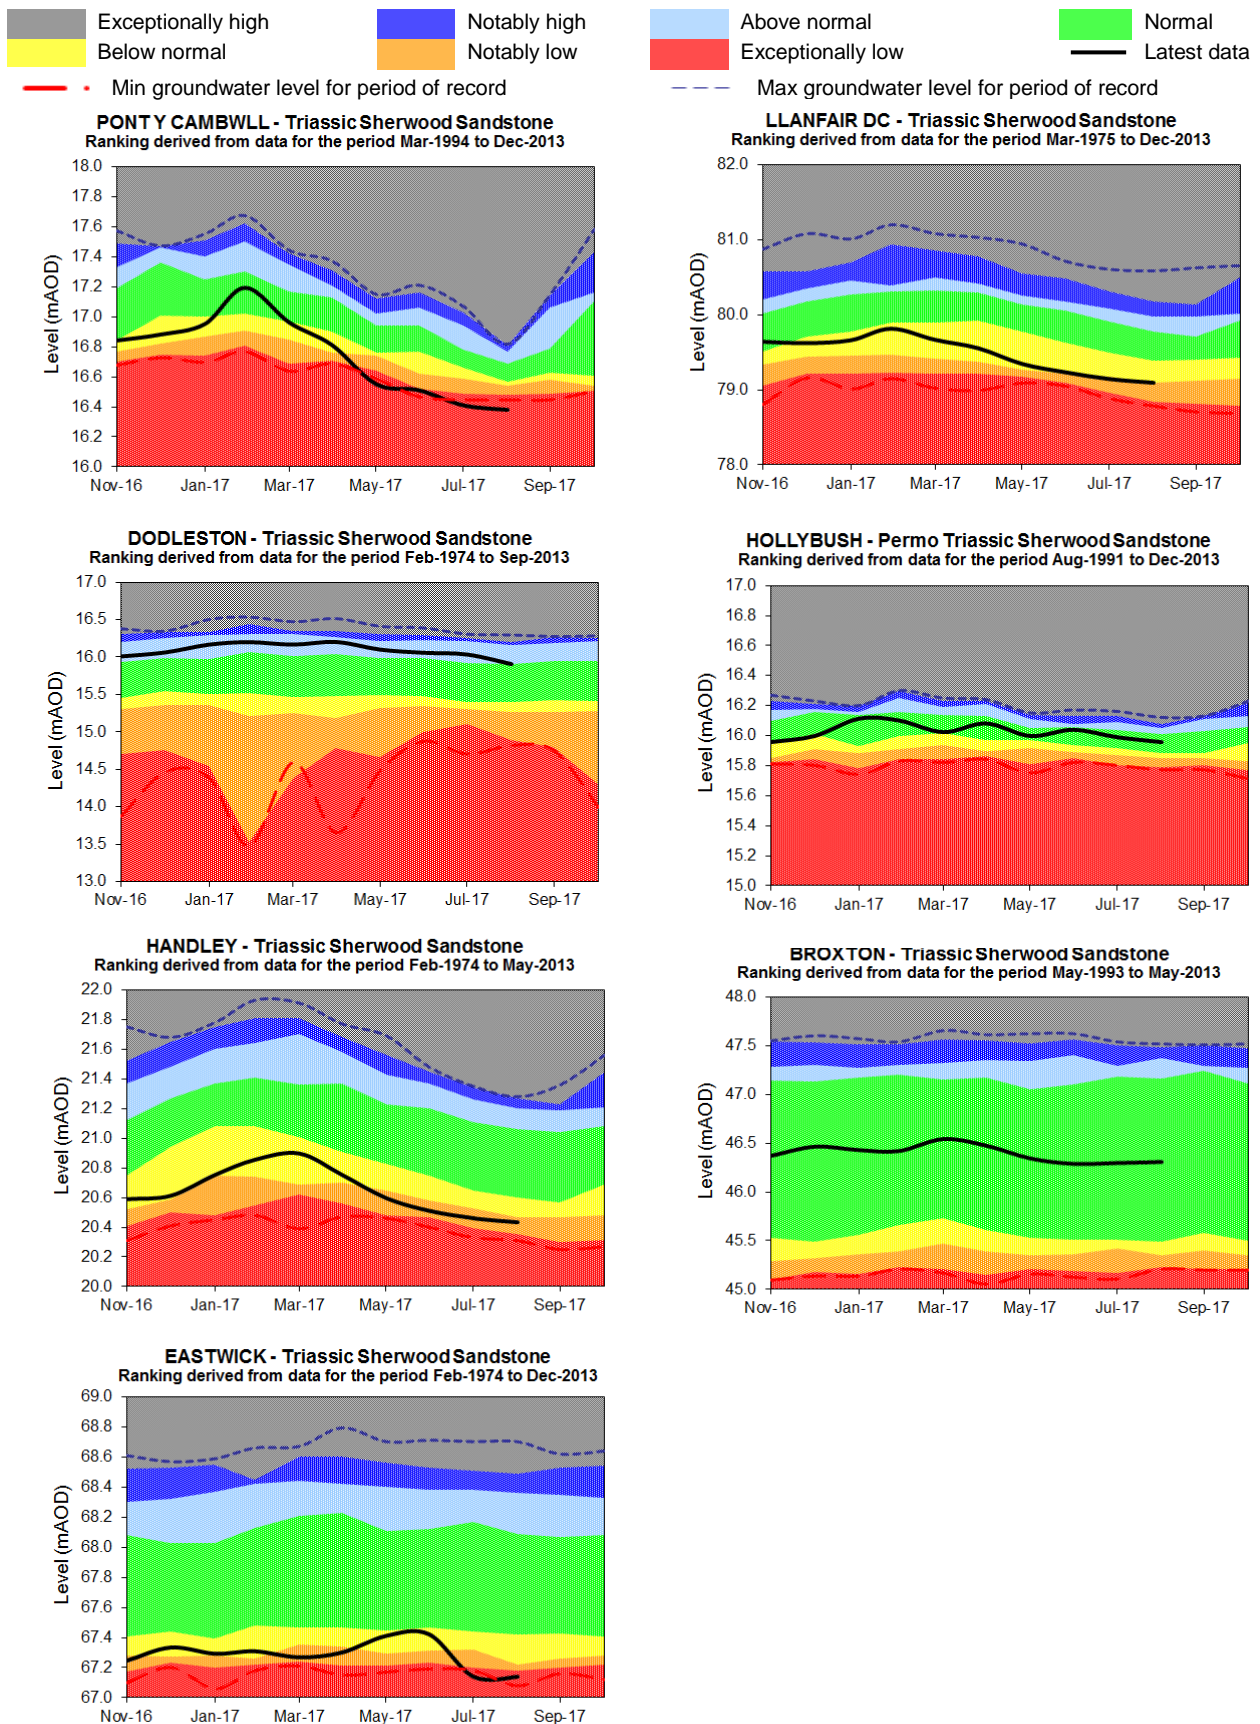 Exceptionally high Notably high Above normal Normal
Below normal Notably low Exceptionally low Latest data
Min groundwater level for period of record Max groundwater level for period of record
PONT Y CAMBWLL - Triassic Sherwood Sandstone
Ranking derived from data for the period Mar-1994 to Dec-2013
Level (mAOD)
18.0
17.8
17.6
17.4
17.2
17.0
16.8
16.6
16.4
16.2
16.0
Nov-16 Jan-17 Mar-17 May-17 Jul-17 Sep-17
LLANFAIR DC - Triassic Sherwood Sandstone
Ranking derived from data for the period Mar-1975 to Dec-2013
Level (mAOD)
82.0
81.0
80.0
79.0
78.0
Nov-16 Jan-17 Mar-17 May-17 Jul-17 Sep-17
DODLESTON - Triassic Sherwood Sandstone
Ranking derived from data for the period Feb-1974 to Sep-2013
Level (mAOD)
17.0
16.5
16.0
15.5
15.0
14.5
14.0
13.5
13.0
Nov-16 Jan-17 Mar-17 May-17 Jul-17 Sep-17
HOLLYBUSH - Permo Triassic Sherwood Sandstone
Ranking derived from data for the period Aug-1991 to Dec-2013
Level (mAOD)
17.0
16.8
16.6
16.4
16.2
16.0
15.8
15.6
15.4
15.2
15.0
Nov-16 Jan-17 Mar-17 May-17 Jul-17 Sep-17
HANDLEY - Triassic Sherwood Sandstone
Ranking derived from data for the period Feb-1974 to May-2013
Level (mAOD)
22.0
21.8
21.6
21.4
21.2
21.0
20.8
20.6
20.4
20.2
20.0
Nov-16 Jan-17 Mar-17 May-17 Jul-17 Sep-17
BROXTON - Triassic Sherwood Sandstone
Ranking derived from data for the period May-1993 to May-2013
Level (mAOD)
48.0
47.5
47.0
46.5
46.0
45.5
45.0
Nov-16 Jan-17 Mar-17 May-17 Jul-17 Sep-17
EASTWICK - Triassic Sherwood Sandstone
Ranking derived from data for the period Feb-1974 to Dec-2013
Level (mAOD)
69.0
68.8
68.6
68.4
68.2
68.0
67.8
67.6
67.4
67.2
67.0
Nov-16 Jan-17 Mar-17 May-17 Jul-17 Sep-17